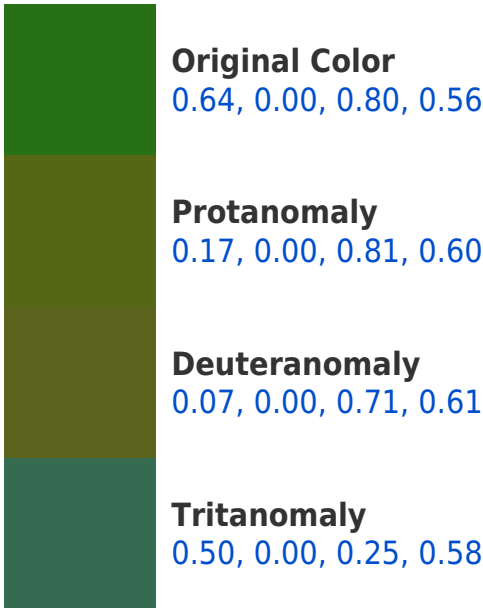 Original Color
0.64, 0.00, 0.80, 0.56
Protanomaly
0.17, 0.00, 0.81, 0.60
Deuteranomaly
0.07, 0.00, 0.71, 0.61
Tritanomaly
0.50, 0.00, 0.25, 0.58